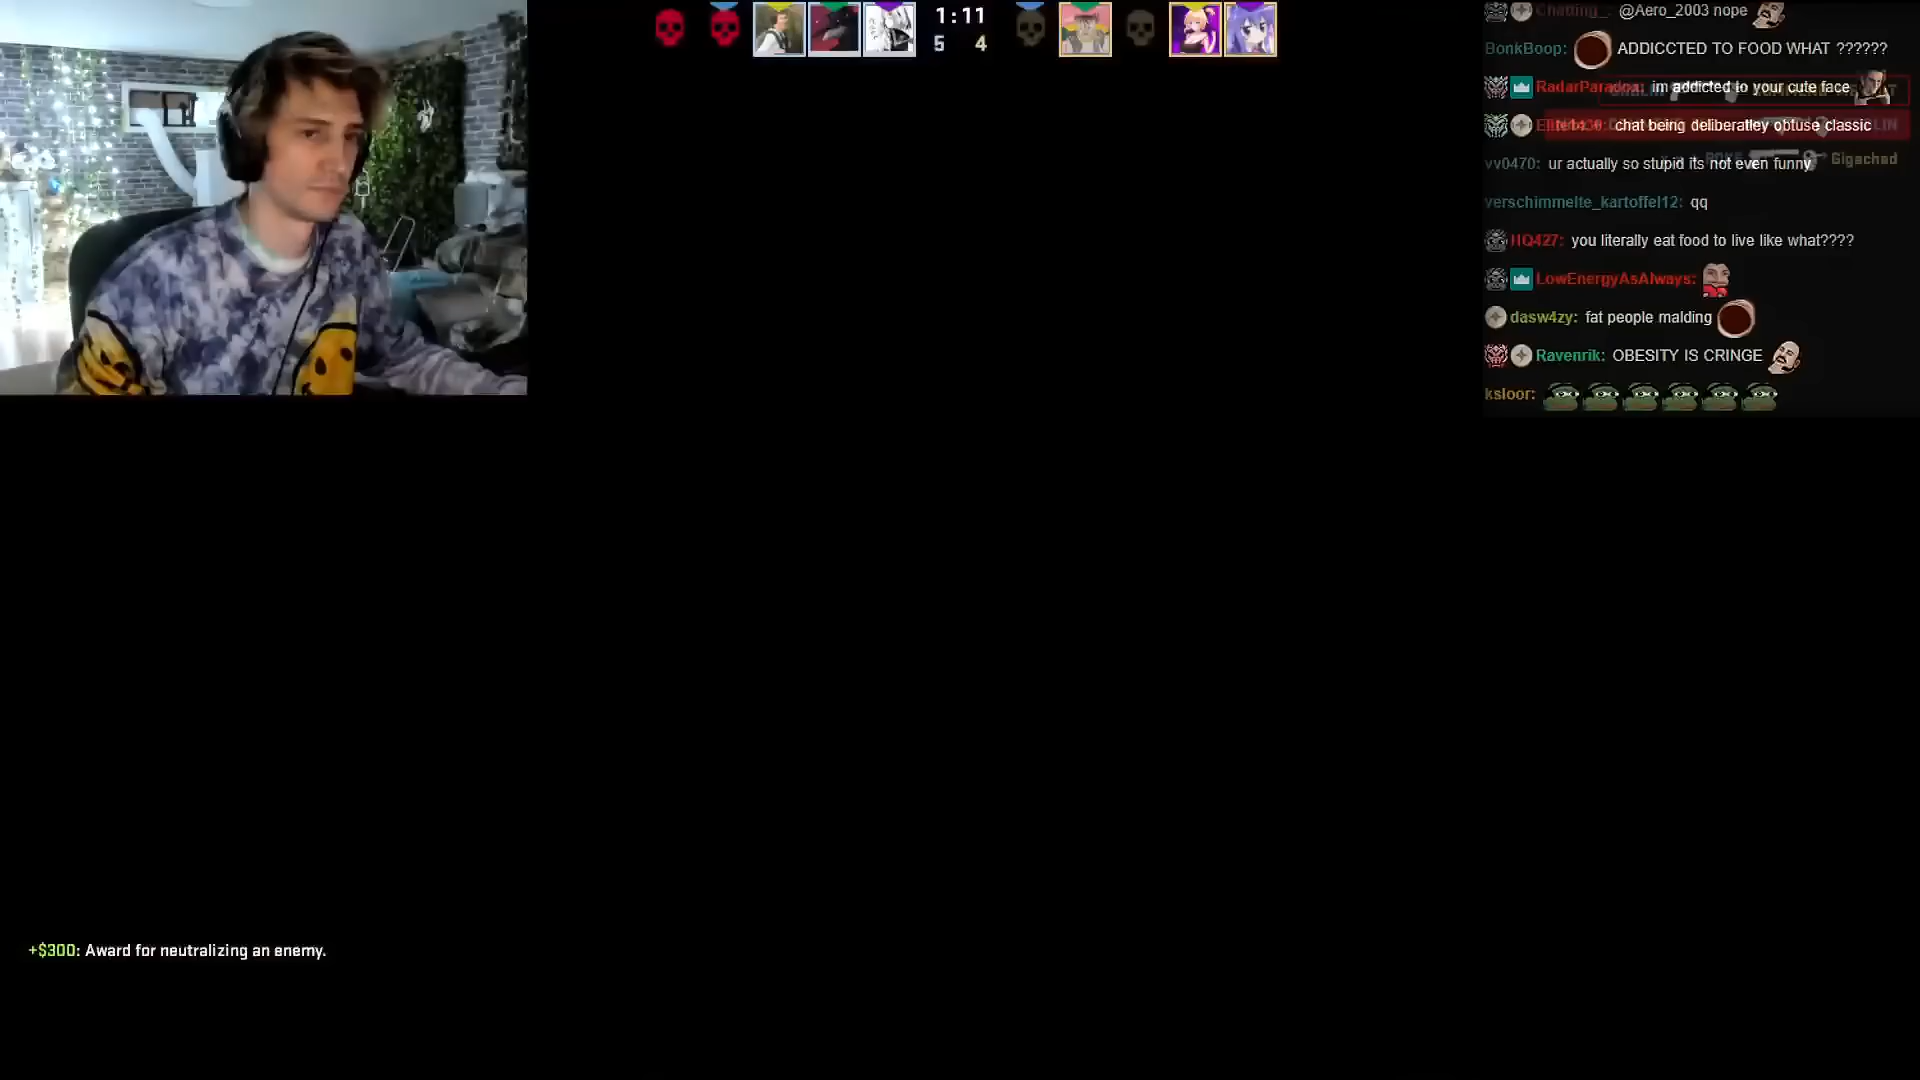 1:11
5 4
Chatting_: @Aero_2003 nope
BonkBoop: ADDICCTED TO FOOD WHAT ??????
RadarParadox: im addicted to your cute face
chat being deliberatley obtuse classic
Gigachad
vv0470: ur actually so stupid its not even funny
verschimmelte_kartoffel12: qq
HQ427: you literally eat food to live like what????
LowEnergyAsAlways:
dasw4zy: fat people malding
Ravenrik: OBESITY IS CRINGE
ksloor:
+$300: Award for neutralizing an enemy.